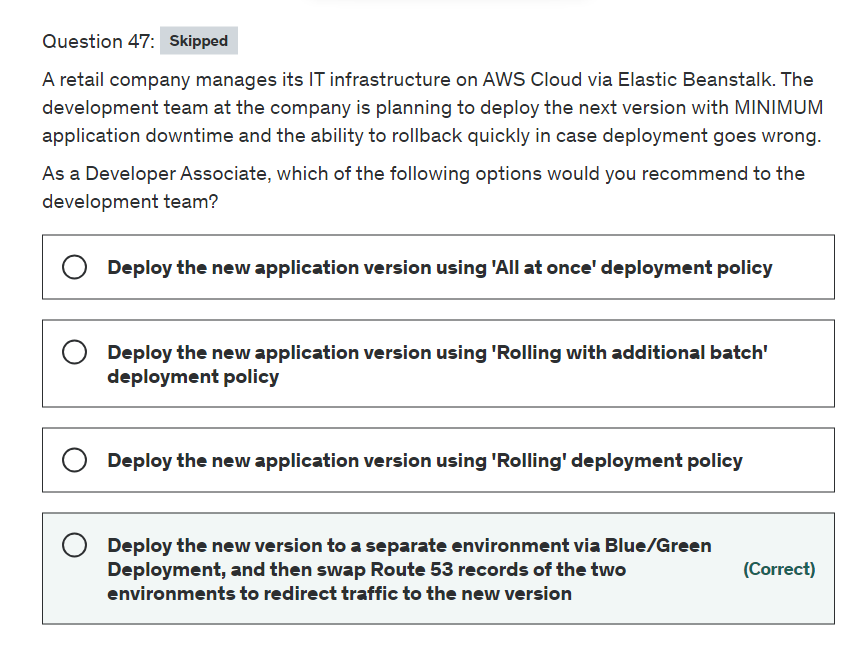 Question 47: Skipped
A retail company manages its IT infrastructure on AWS Cloud via Elastic Beanstalk. The
development team at the company is planning to deploy the next version with MINIMUM
application downtime and the ability to rollback quickly in case deployment goes wrong.
As a Developer Associate, which of the following options would you recommend to the
development team?
Deploy the new application version using 'All at once' deployment policy
Deploy the new application version using 'Rolling with additional batch'
deployment policy
Deploy the new application version using 'Rolling' deployment policy
Deploy the new version to a separate environment via Blue/Green
Deployment, and then swap Route 53 records of the two
environments to redirect traffic to the new version
(Correct)